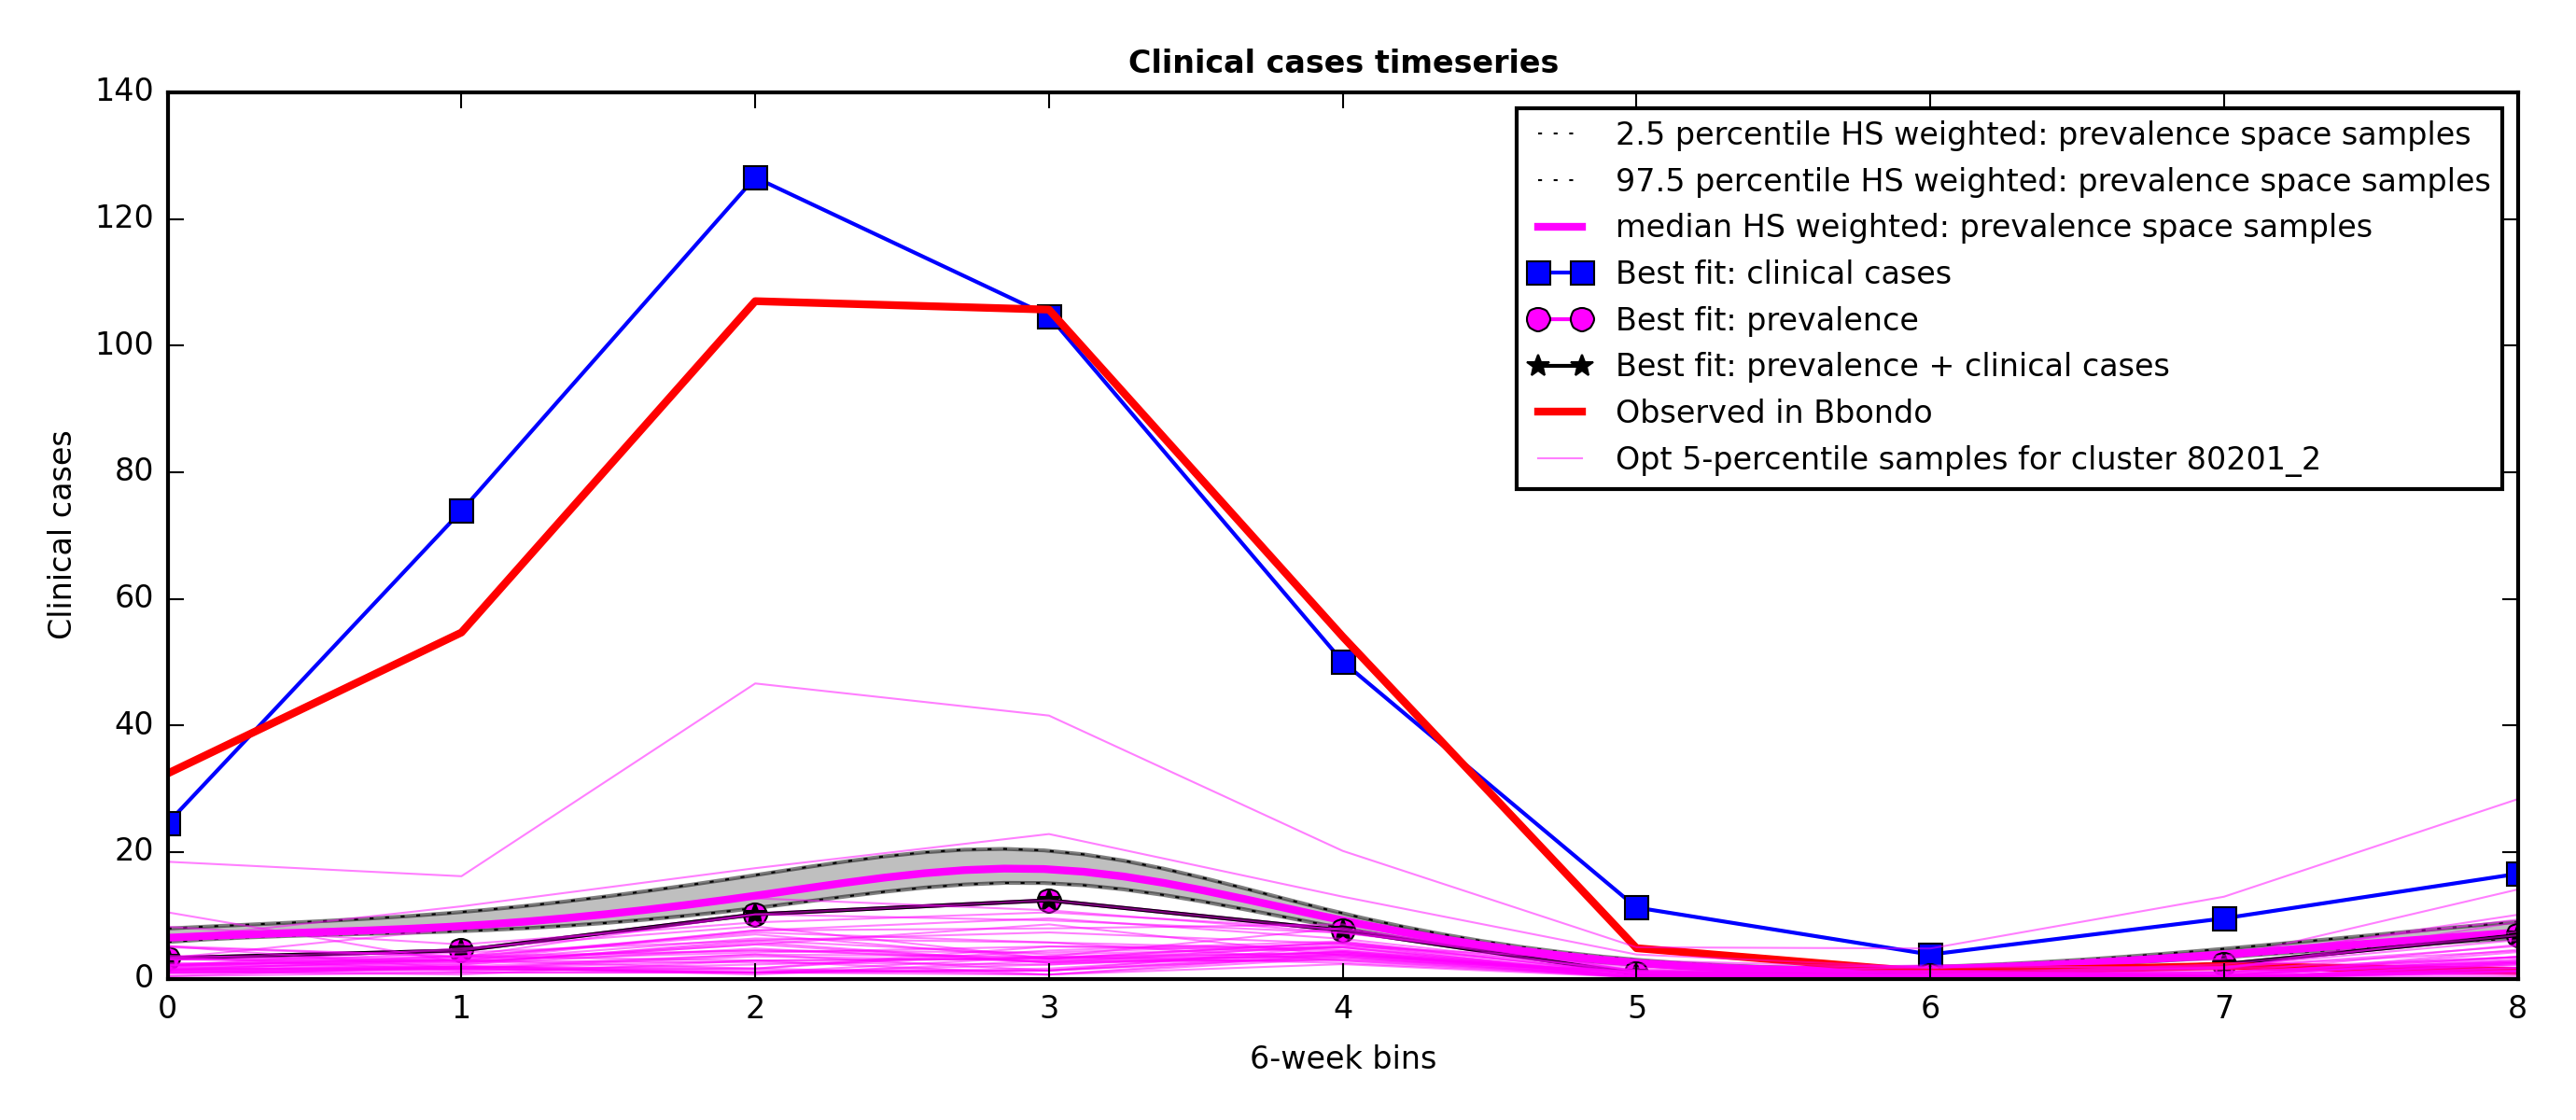 Clinical cases timeseries
140
120
100
80
60
40
20
0
Clinical cases
2.5 percentile HS weighted: prevalence space samples
97.5 percentile HS weighted: prevalence space samples
median HS weighted: prevalence space samples
Best fit: clinical cases
Best fit: prevalence
Best fit: prevalence + clinical cases
Observed in Bbondo
Opt 5-percentile samples for cluster 80201_2
0 1 2 3 4 5 6 7 8
6-week bins